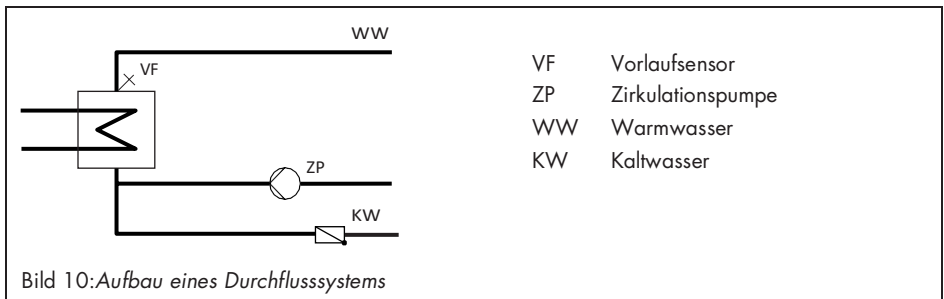 WW
VF
ZP
KW
VF Vorlaufsensor
ZP Zirkulationspumpe
WW Warmwasser
KW Kaltwasser
Bild 10:Aufbau eines Durchflusssystems